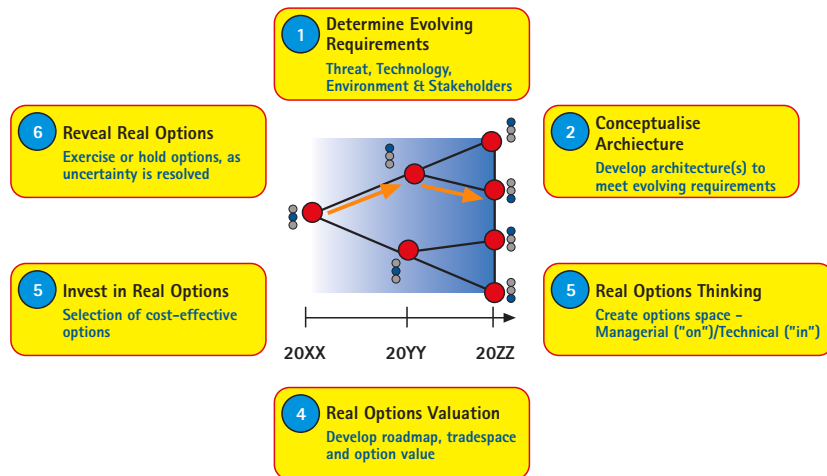 1
Determine Evolving
Requirements
Threat, Technology,
Environment & Stakeholders
6
Reveal Real Options
Exercise or hold options, as
uncertainty is resolved
2
Conceptualise
Archiecture
Develop architecture(s) to
meet evolving requirements
5
Invest in Real Options
Selection of cost-effective
options
5
Real Options Thinking
Create options space –
Managerial ("on")/Technical ("in")
20XX
20YY
20ZZ
4
Real Options Valuation
Develop roadmap, tradespace
and option value